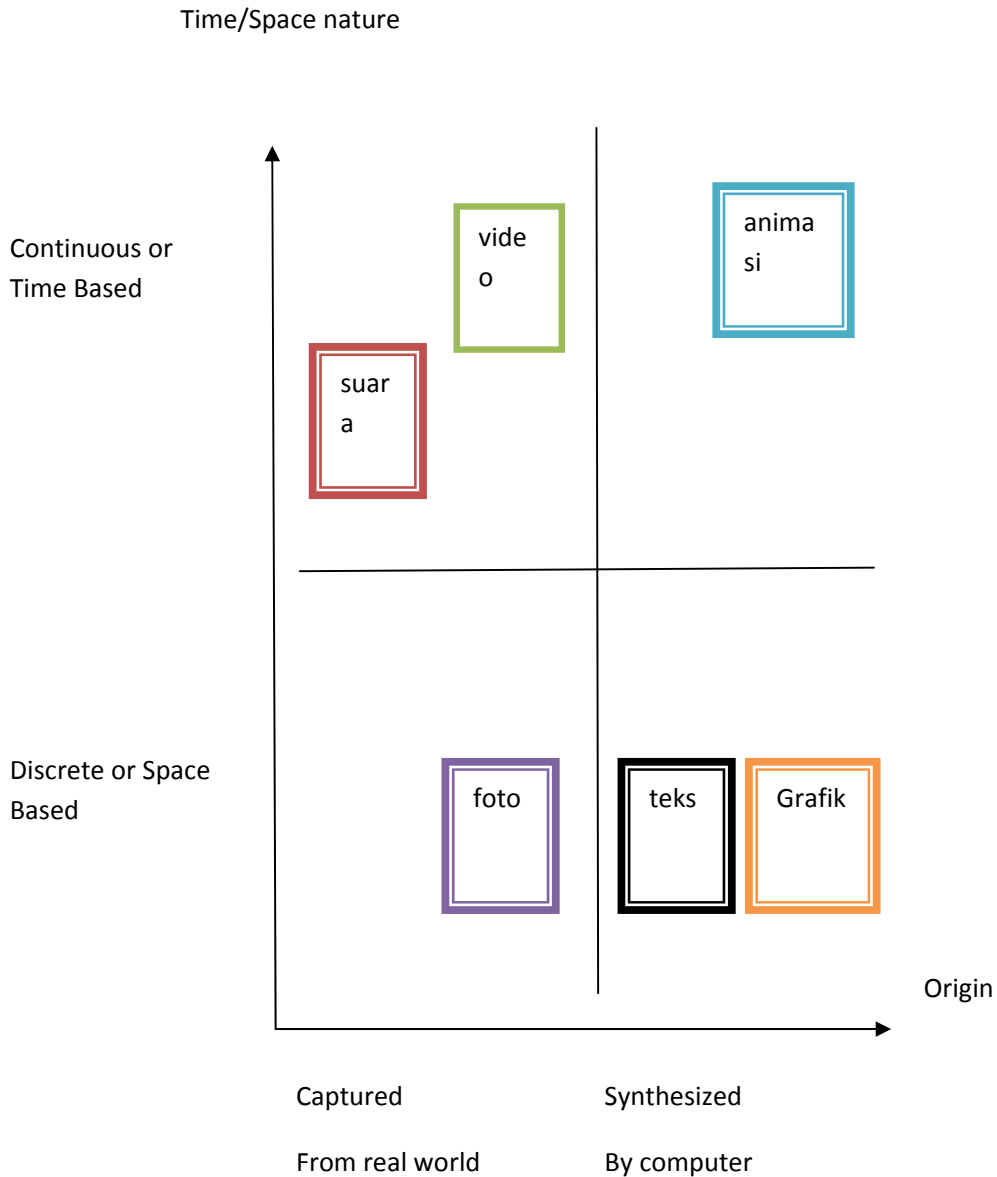 Time/Space nature
Continuous or
Time Based
vide
o
anima
si
suar
a
Discrete or Space
Based
foto
teks
Grafik
Origin
Captured
Synthesized
From real world
By computer